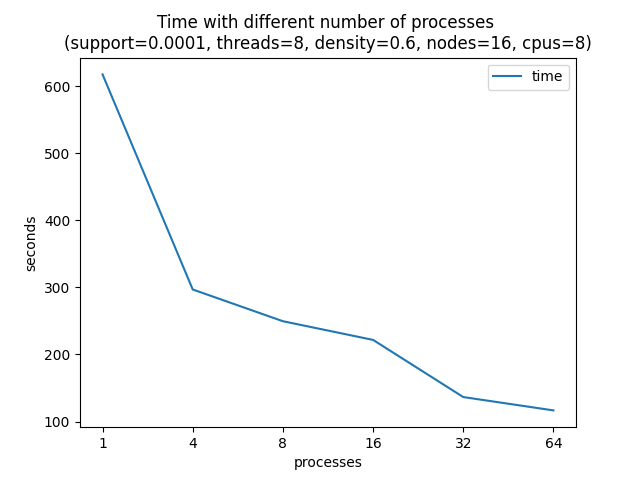 Time with different number of processes
(support=0.0001, threads=8, density=0.6, nodes=16, cpus=8)
time
600
500
400
300
200
100
seconds
1 4 8 16 32 64
processes